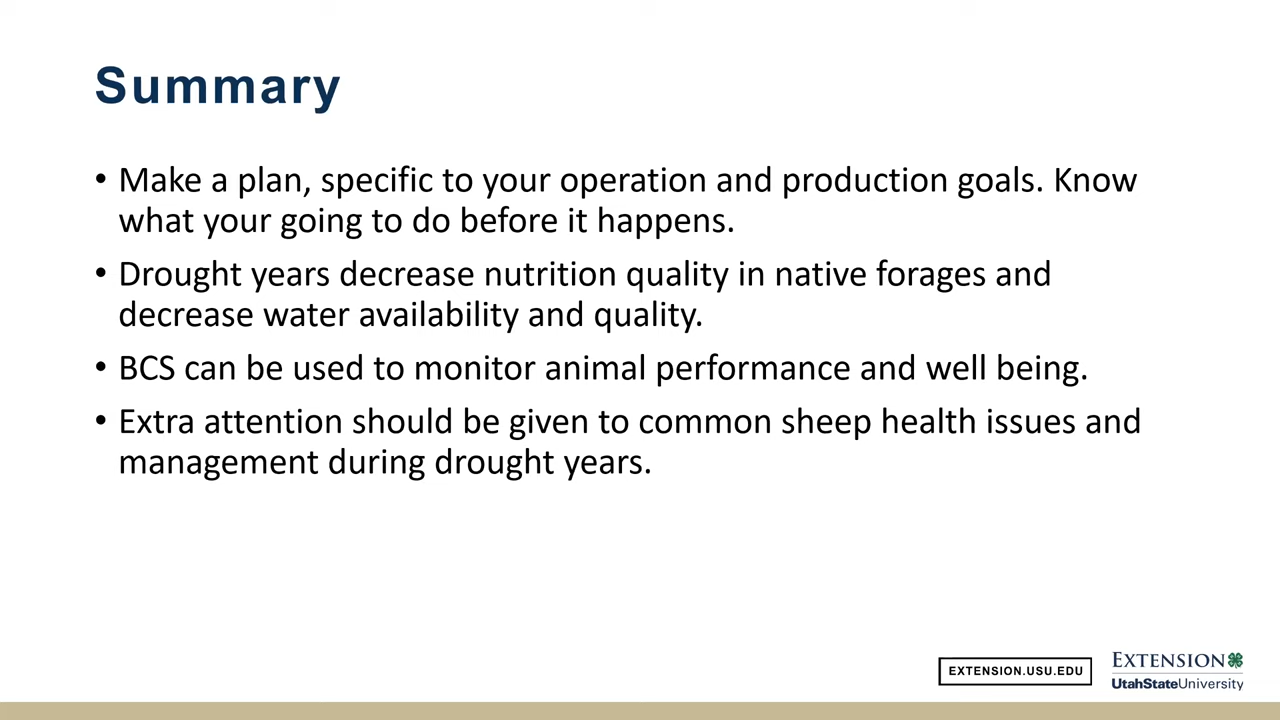 Summary
• Make a plan, specific to your operation and production goals. Know
what your going to do before it happens.
• Drought years decrease nutrition quality in native forages and
decrease water availability and quality.
• BCS can be used to monitor animal performance and well being.
• Extra attention should be given to common sheep health issues and
management during drought years.
EXTENSION.USU.EDU
EXTENSION
UtahStateUniversity